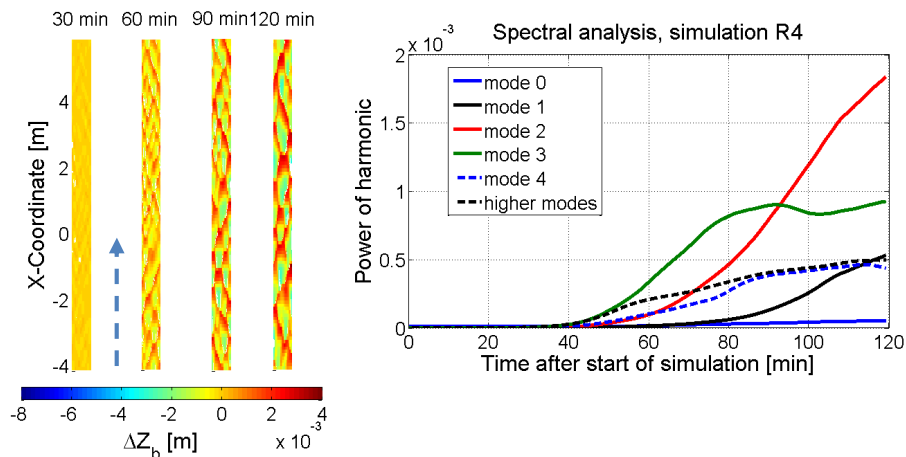 30 min 60 min 90 min 120 min
X-Coordinate [m]
4
2
0
-2
-4
-8 -6 -4 -2 0 2 4
x 10⁻³
ΔZ_b [m]
Spectral analysis, simulation R4
x 10⁻³
2
1.5
1
0.5
0
Power of harmonic
mode 0
mode 1
mode 2
mode 3
mode 4
higher modes
0 20 40 60 80 100 120
Time after start of simulation [min]